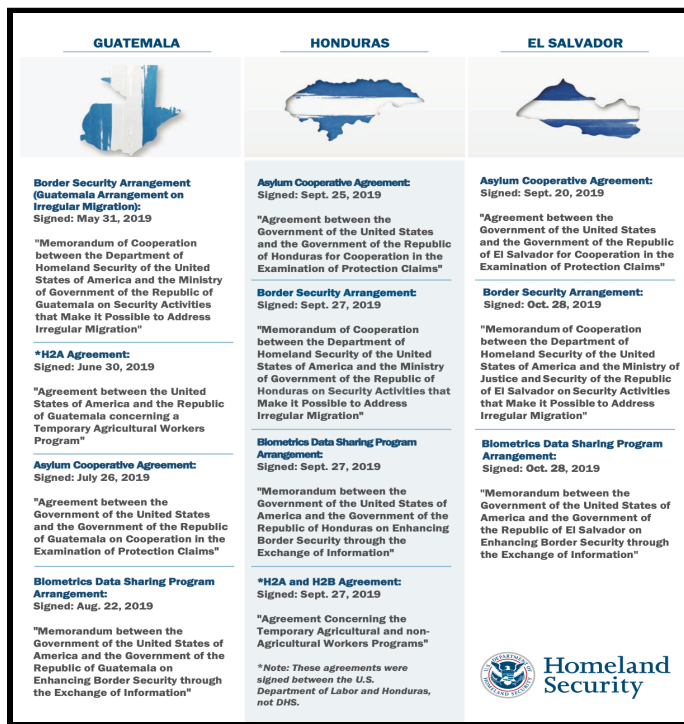 GUATEMALA
Border Security Arrangement
(Guatemala Arrangement on
Irregular Migration):
Signed: May 31, 2019
"Memorandum of Cooperation
between the Department of
Homeland Security of the United
States of America and the Ministry
of Government of the Republic of
Guatemala on Security Activities
that Make it Possible to Address
Irregular Migration"
*H2A Agreement:
Signed: June 30, 2019
"Agreement between the United
States of America and the Republic
of Guatemala concerning a
Temporary Agricultural Workers
Program"
Asylum Cooperative Agreement:
Signed: July 26, 2019
"Agreement between the
Government of the United States
and the Government of the Republic
of Guatemala on Cooperation in the
Examination of Protection Claims"
Biometrics Data Sharing Program
Arrangement:
Signed: Aug. 22, 2019
"Memorandum between the
Government of the United States of
America and the Government of the
Republic of Guatemala on
Enhancing Border Security through
the Exchange of Information"
HONDURAS
Asylum Cooperative Agreement:
Signed: Sept. 25, 2019
"Agreement between the
Government of the United States
and the Government of the Republic
of Honduras for Cooperation in the
Examination of Protection Claims"
Border Security Arrangement:
Signed: Sept. 27, 2019
"Memorandum of Cooperation
between the Department of
Homeland Security of the United
States of America and the Ministry
of Government of the Republic of
Honduras on Security Activities that
Make it Possible to Address
Irregular Migration"
Biometrics Data Sharing Program
Arrangement:
Signed: Sept. 27, 2019
"Memorandum between the
Government of the United States of
America and the Government of the
Republic of Honduras on Enhancing
Border Security through the
Exchange of Information"
*H2A and H2B Agreement:
Signed: Sept. 27, 2019
"Agreement Concerning the
Temporary Agricultural and non-
Agricultural Workers Programs"
*Note: These agreements were
signed between the U.S.
Department of Labor and Honduras,
not DHS.
EL SALVADOR
Asylum Cooperative Agreement:
Signed: Sept. 20, 2019
"Agreement between the
Government of the United States
and the Government of the Republic
of El Salvador for Cooperation in the
Examination of Protection Claims"
Border Security Arrangement:
Signed: Oct. 28, 2019
"Memorandum of Cooperation
between the Department of
Homeland Security of the United
States of America and the Ministry of
Justice and Security of the Republic
of El Salvador on Security Activities
that Make it Possible to Address
Irregular Migration"
Biometrics Data Sharing Program
Arrangement:
Signed: Oct. 28, 2019
"Memorandum between the
Government of the United States of
America and the Government of
the Republic of El Salvador on
Enhancing Border Security through
the Exchange of Information"
U.S. DEPARTMENT OF
HOMELAND SECURITY
Homeland
Security